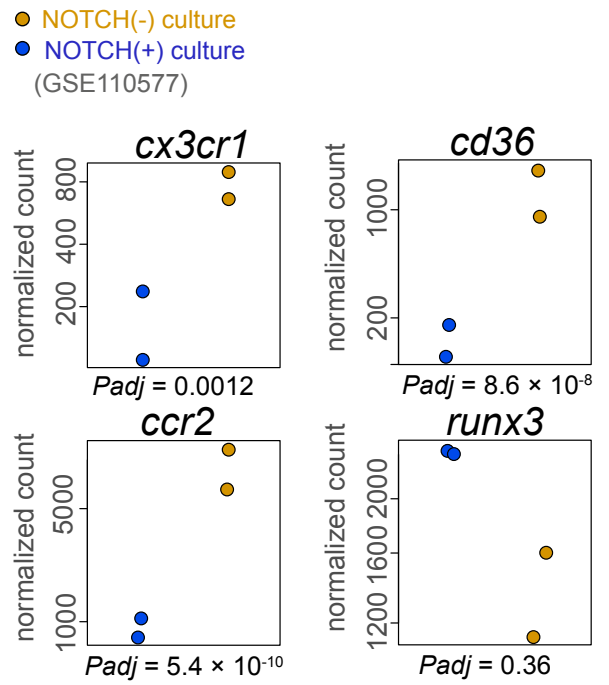 NOTCH(-) culture
NOTCH(+) culture
(GSE110577)
cx3cr1
normalized count
800
400
200
Padj = 0.0012
cd36
normalized count
1000
200
Padj = 8.6 × 10⁻⁸
ccr2
normalized count
5000
1000
Padj = 5.4 × 10⁻¹⁰
runx3
normalized count
2000
1600
1200
Padj = 0.36